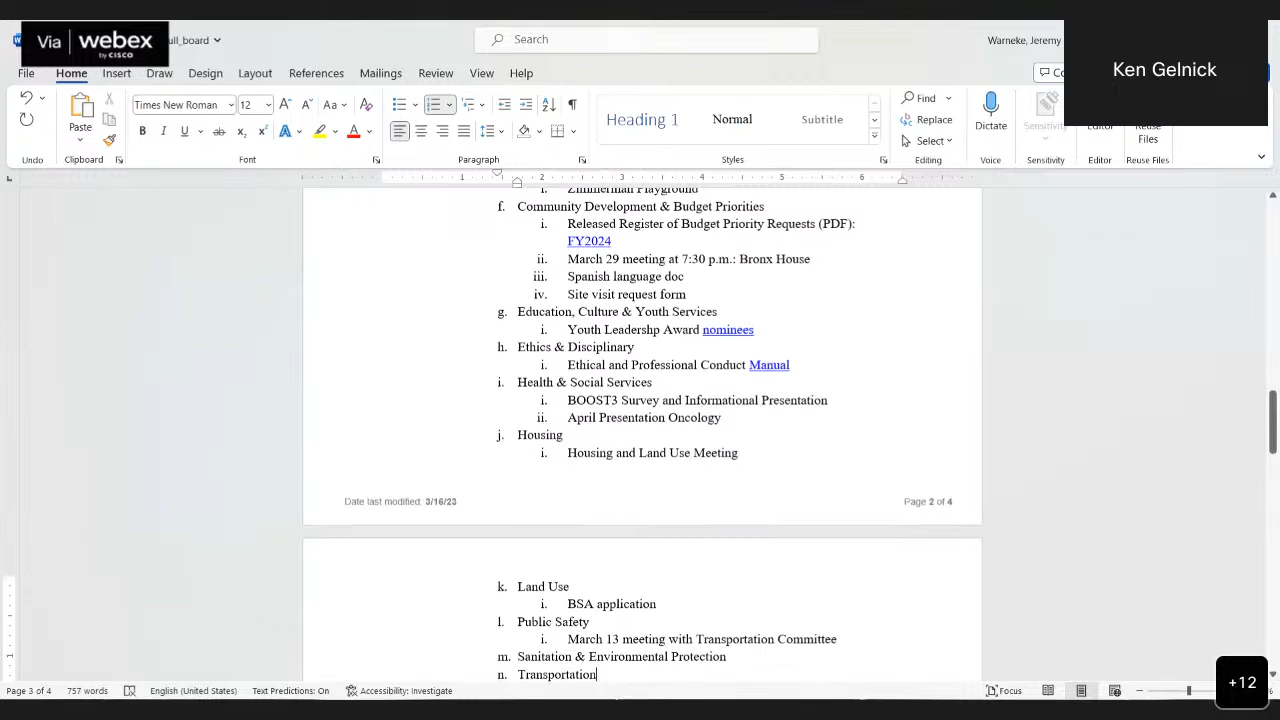 Via webex
by CISCO
ull_board
Search
Warneke, Jeremy
Ken Gelnick
File Home Insert Draw Design Layout References Mailings Review View Help
Times New Roman 12
Aa
Paste
Heading 1 Normal Subtitle
Find
Replace
Select
Dictate
Sensitivity
Editor
Reuse
Files
Undo Clipboard Font Paragraph Styles Editing Voice Sensitivity Editor Reuse Files
1 2 3 4 5 6
i. Zimmerman Playground
f. Community Development & Budget Priorities
i. Released Register of Budget Priority Requests (PDF):
FY2024
ii. March 29 meeting at 7:30 p.m.: Bronx House
iii. Spanish language doc
iv. Site visit request form
g. Education, Culture & Youth Services
i. Youth Leadershp Award nominees
h. Ethics & Disciplinary
i. Ethical and Professional Conduct Manual
i. Health & Social Services
i. BOOST3 Survey and Informational Presentation
ii. April Presentation Oncology
j. Housing
i. Housing and Land Use Meeting
Date last modified: 3/16/23 Page 2 of 4
k. Land Use
i. BSA application
l. Public Safety
i. March 13 meeting with Transportation Committee
m. Sanitation & Environmental Protection
n. Transportation
Page 3 of 4 757 words English (United States) Text Predictions: On Accessibility: Investigate Focus %
+12